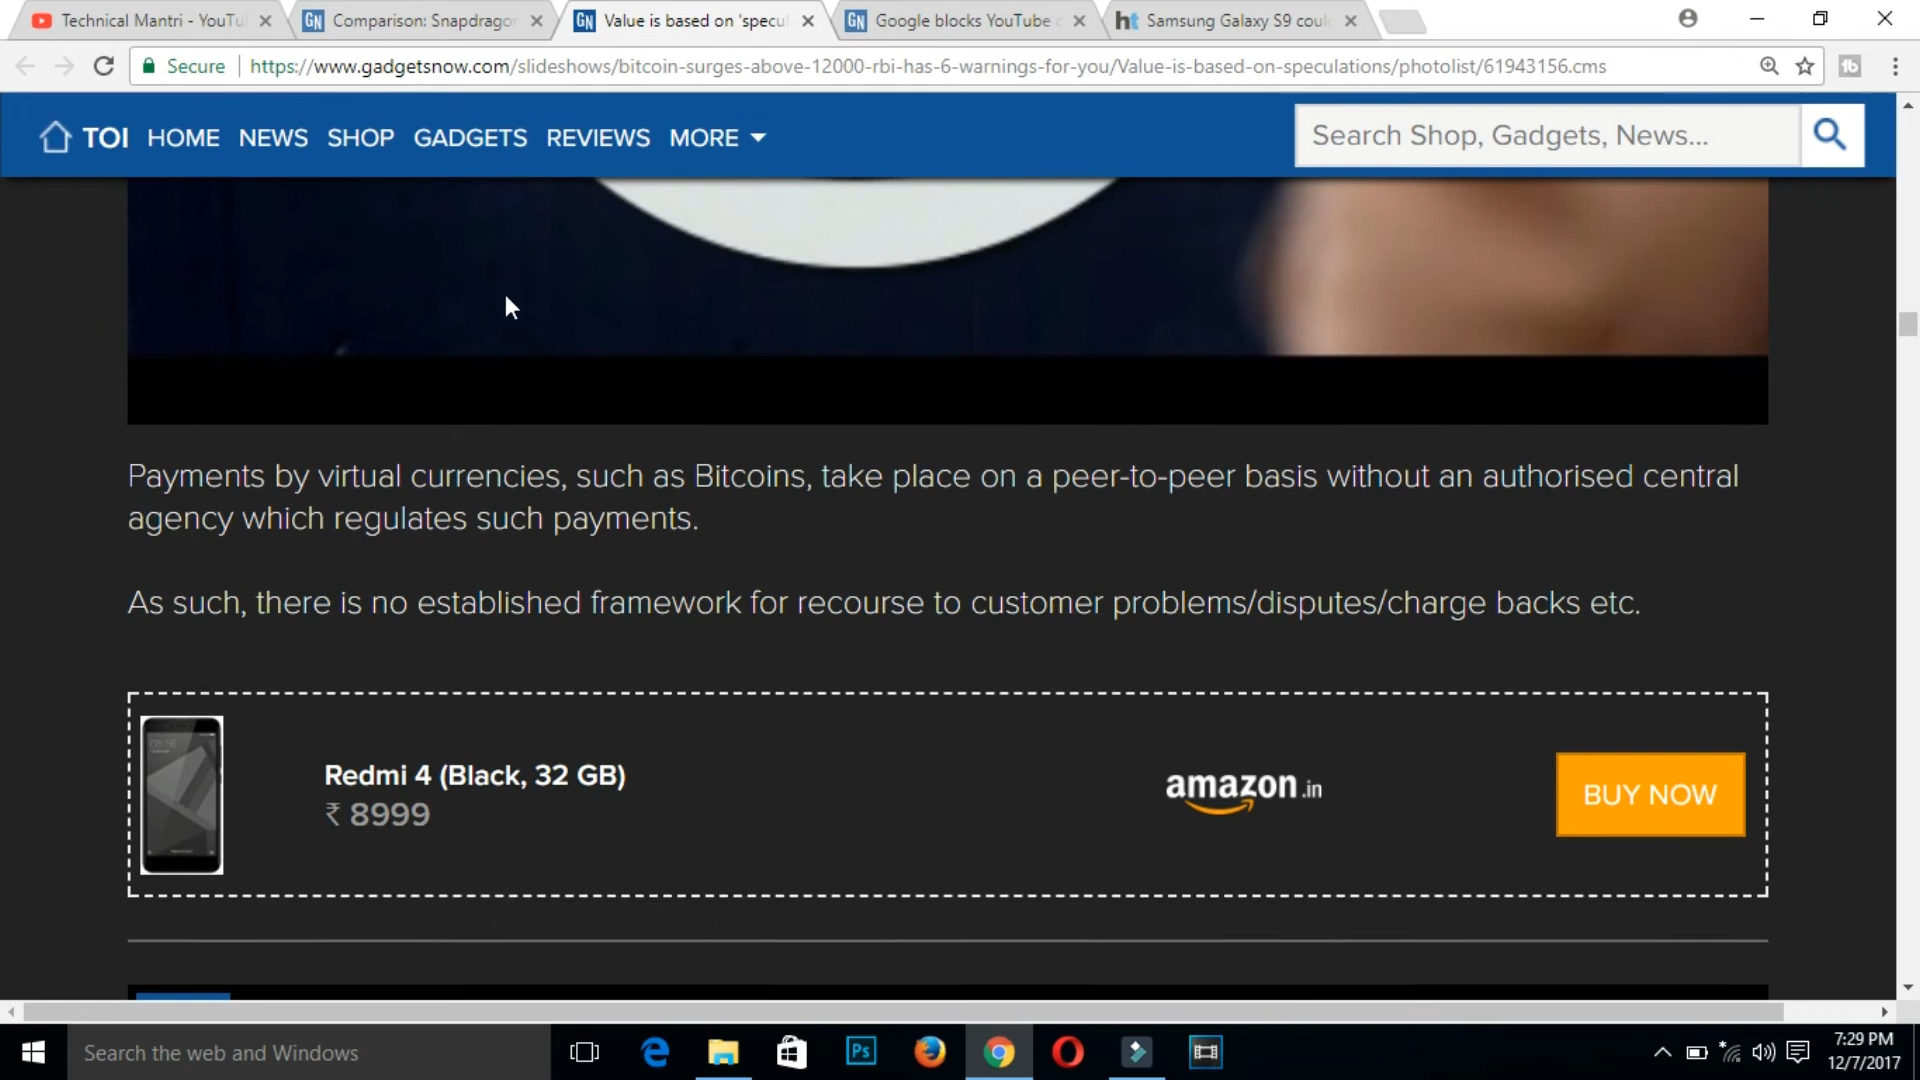 Technical Mantri - YouTu
Comparison: Snapdragor
Value is based on 'specul
Google blocks YouTube
Samsung Galaxy S9 coul
Secure
https://www.gadgetsnow.com/slideshows/bitcoin-surges-above-12000-rbi-has-6-warnings-for-you/Value-is-based-on-speculations/photolist/61943156.cms
TOI HOME NEWS SHOP GADGETS REVIEWS MORE
Search Shop, Gadgets, News...
Payments by virtual currencies, such as Bitcoins, take place on a peer-to-peer basis without an authorised central
agency which regulates such payments.
As such, there is no established framework for recourse to customer problems/disputes/charge backs etc.
Redmi 4 (Black, 32 GB)
₹ 8999
amazon.in
BUY NOW
Search the web and Windows
Ps
7:29 PM
12/7/2017